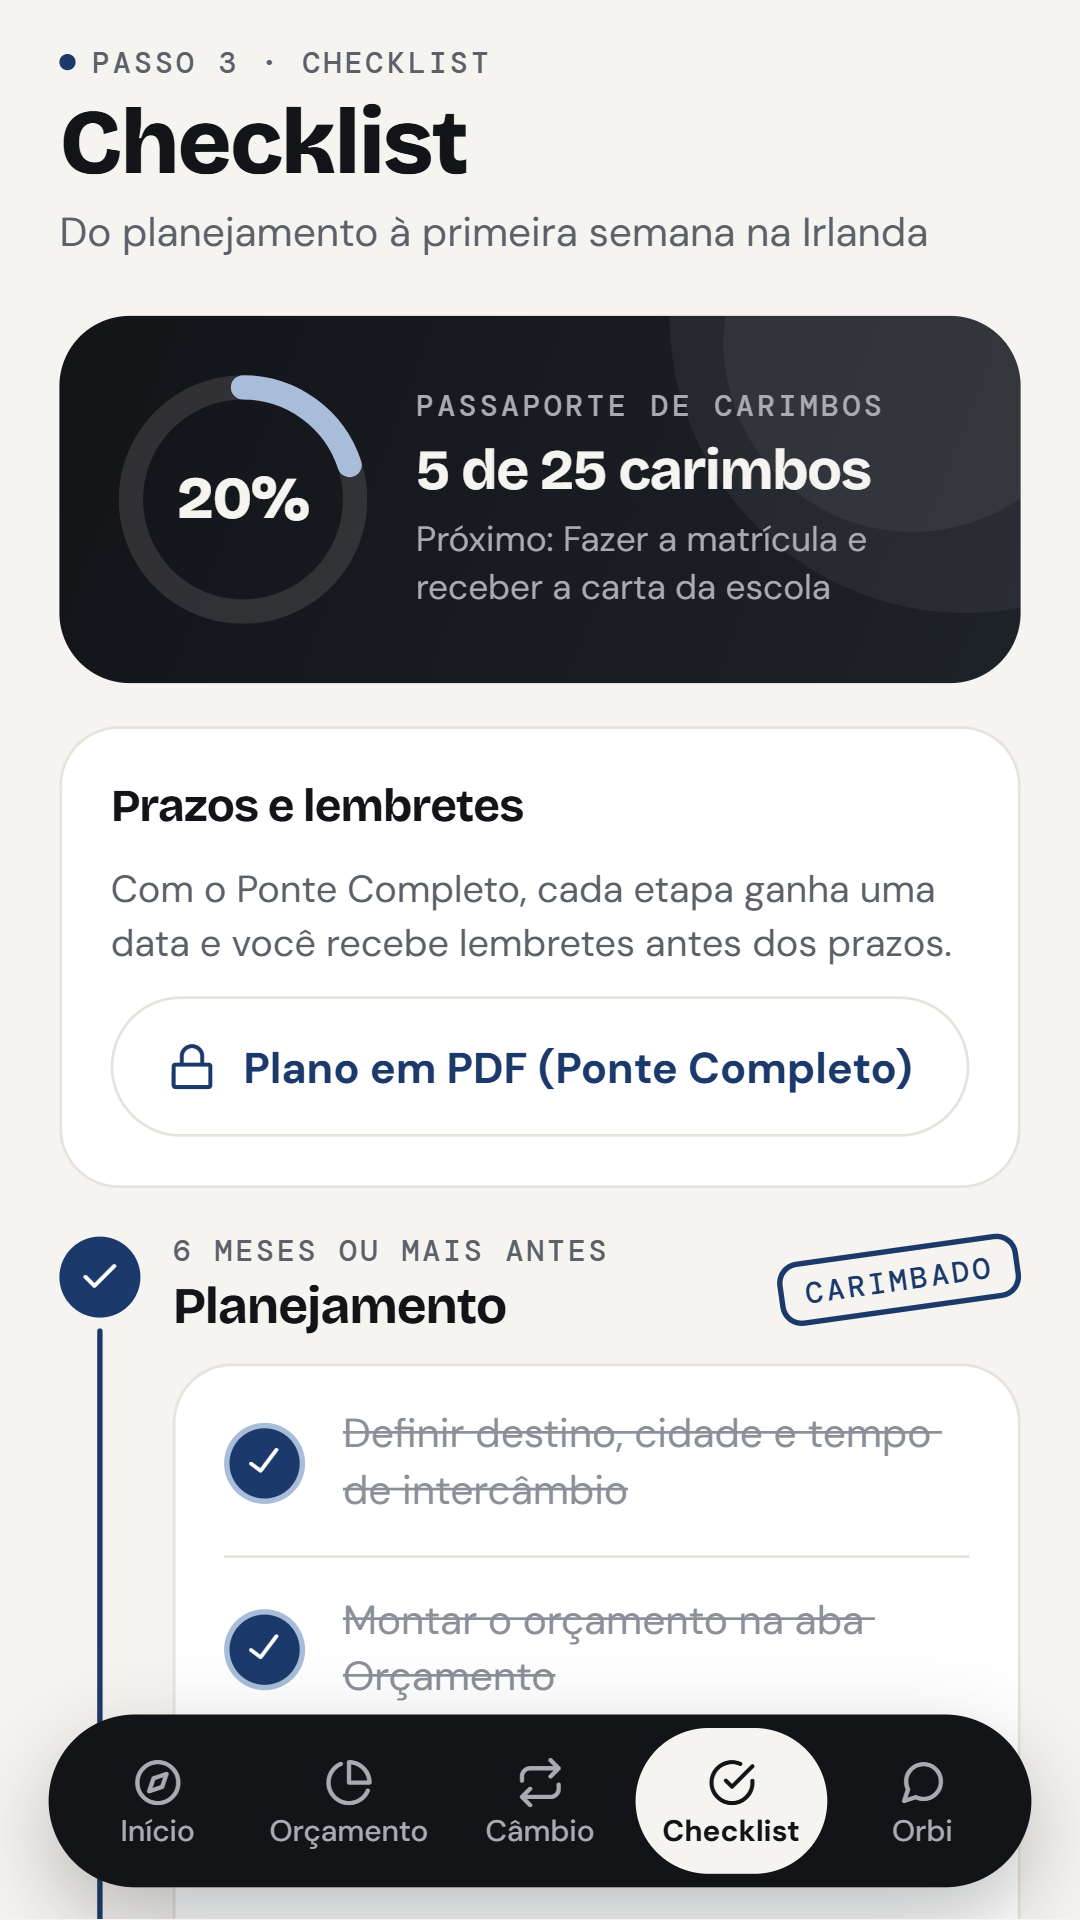 PASSO 3 · CHECKLIST
Checklist
Do planejamento à primeira semana na Irlanda
20%
PASSAPORTE DE CARIMBOS
5 de 25 carimbos
Próximo: Fazer a matrícula e
receber a carta da escola
Prazos e lembretes
Com o Ponte Completo, cada etapa ganha uma
data e você recebe lembretes antes dos prazos.
Plano em PDF (Ponte Completo)
6 MESES OU MAIS ANTES
Planejamento
CARIMBADO
Definir destino, cidade e tempo
de intercâmbio
Montar o orçamento na aba
Orçamento
Início
Orçamento
Câmbio
Checklist
Orbi